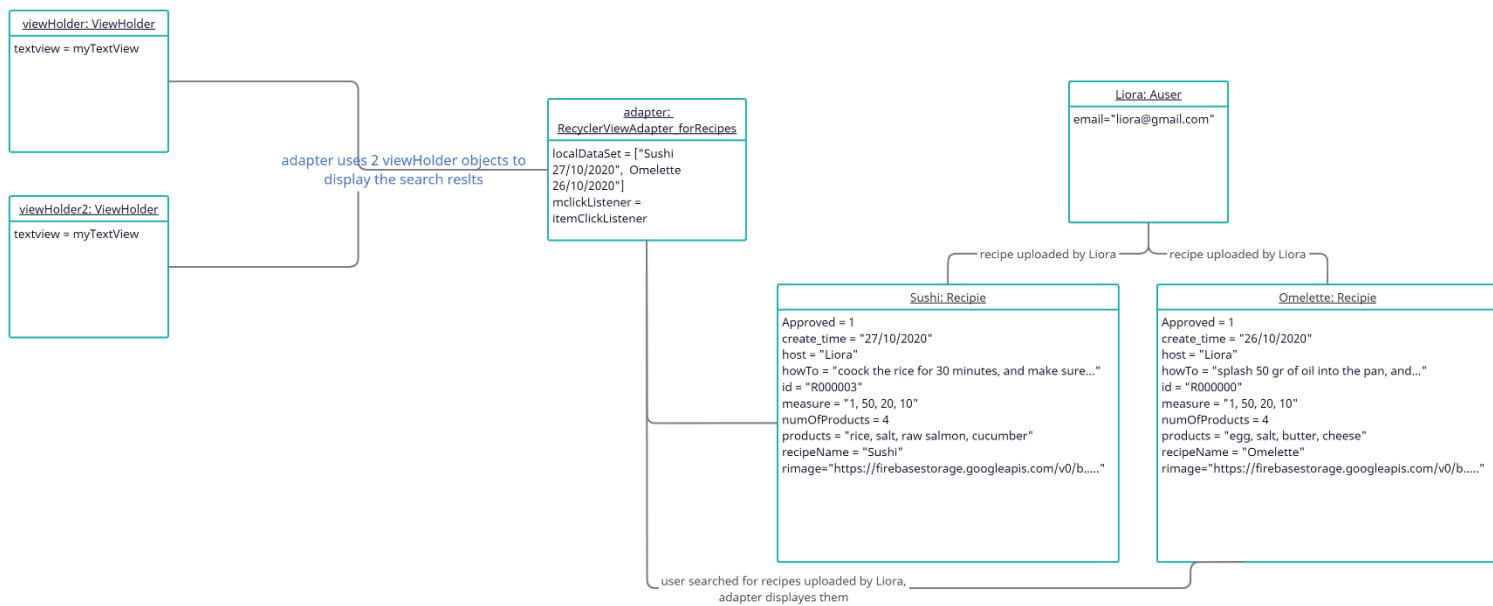 viewHolder: ViewHolder
textview = myTextView
adapter uses 2 viewHolder objects to
display the search reslts
viewHolder2: ViewHolder
textview = myTextView
adapter:
RecyclerViewAdapter_forRecipes
localDataSet = ["Sushi
27/10/2020",  Omelette
26/10/2020"]
mclickListener =
itemClickListener
Liora: Auser
email="liora@gmail.com"
recipe uploaded by Liora
recipe uploaded by Liora
Sushi: Recipie
Approved = 1
create_time = "27/10/2020"
host = "Liora"
howTo = "coock the rice for 30 minutes, and make sure..."
id = "R000003"
measure = "1, 50, 20, 10"
numOfProducts = 4
products = "rice, salt, raw salmon, cucumber"
recipeName = "Sushi"
rimage="https://firebasestorage.googleapis.com/v0/b....."
Omelette: Recipie
Approved = 1
create_time = "26/10/2020"
host = "Liora"
howTo = "splash 50 gr of oil into the pan, and..."
id = "R000000"
measure = "1, 50, 20, 10"
numOfProducts = 4
products = "egg, salt, butter, cheese"
recipeName = "Omelette"
rimage="https://firebasestorage.googleapis.com/v0/b....."
user searched for recipes uploaded by Liora,
adapter displayes them